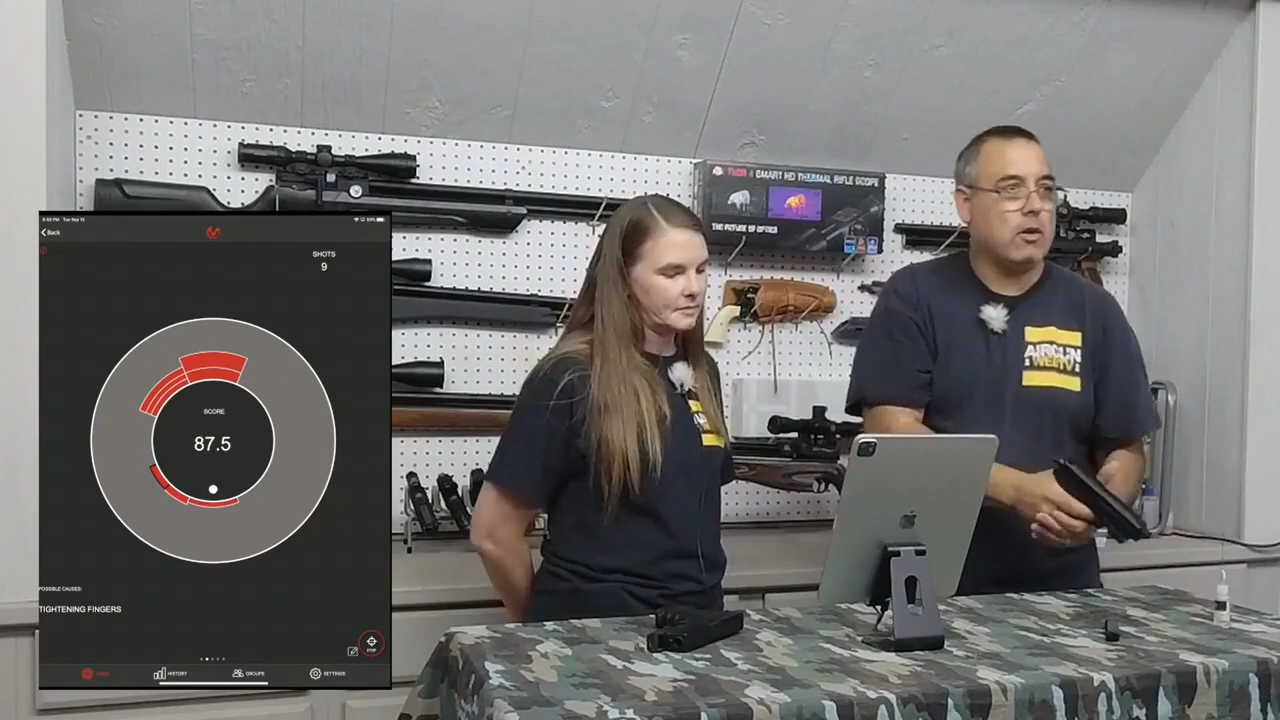 Back
SHOTS
9
SCORE
87.5
POSSIBLE CAUSES:
TIGHTENING FINGERS
STOP
HISTORY
GROUPS
SETTINGS
THOR 4 SMART HD THERMAL RIFLE SCOPE
THE FUTURE OF OPTICS
AIRGUN
WEB TV